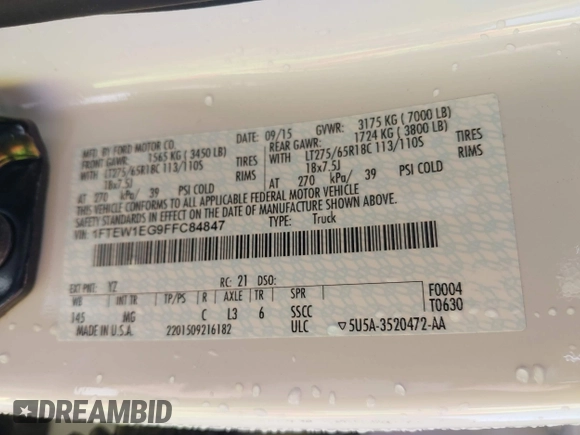 MFD. BY FORD MOTOR CO.
DATE: 09/15 GVWR: 3175 KG ( 7000 LB)
FRONT GAWR: 1565 KG ( 3450 LB)
REAR GAWR: 1724 KG ( 3800 LB)
WITH LT275/65R18C 113/110S TIRES
WITH LT275/65R18C 113/110S TIRES
18x7.5J RIMS
18x7.5J RIMS
AT 270 kPa/ 39 PSI COLD
AT 270 kPa/ 39 PSI COLD
THIS VEHICLE CONFORMS TO ALL APPLICABLE FEDERAL MOTOR VEHICLE
SAFETY STANDARDS IN EFFECT ON THE DATE OF MANUFACTURE SHOWN ABOVE.
VIN: 1FTEW1EG9FFC84847
TYPE: Truck
EXT PNT: YZ RC: 21 DSO:
WB INT TR TP/PS R AXLE TR SPR
145 MG C L3 6 SSCC
F0004
T0630
MADE IN U.S.A. 2201509216182 ULC ▽5U5A-3520472-AA
DREAMBID